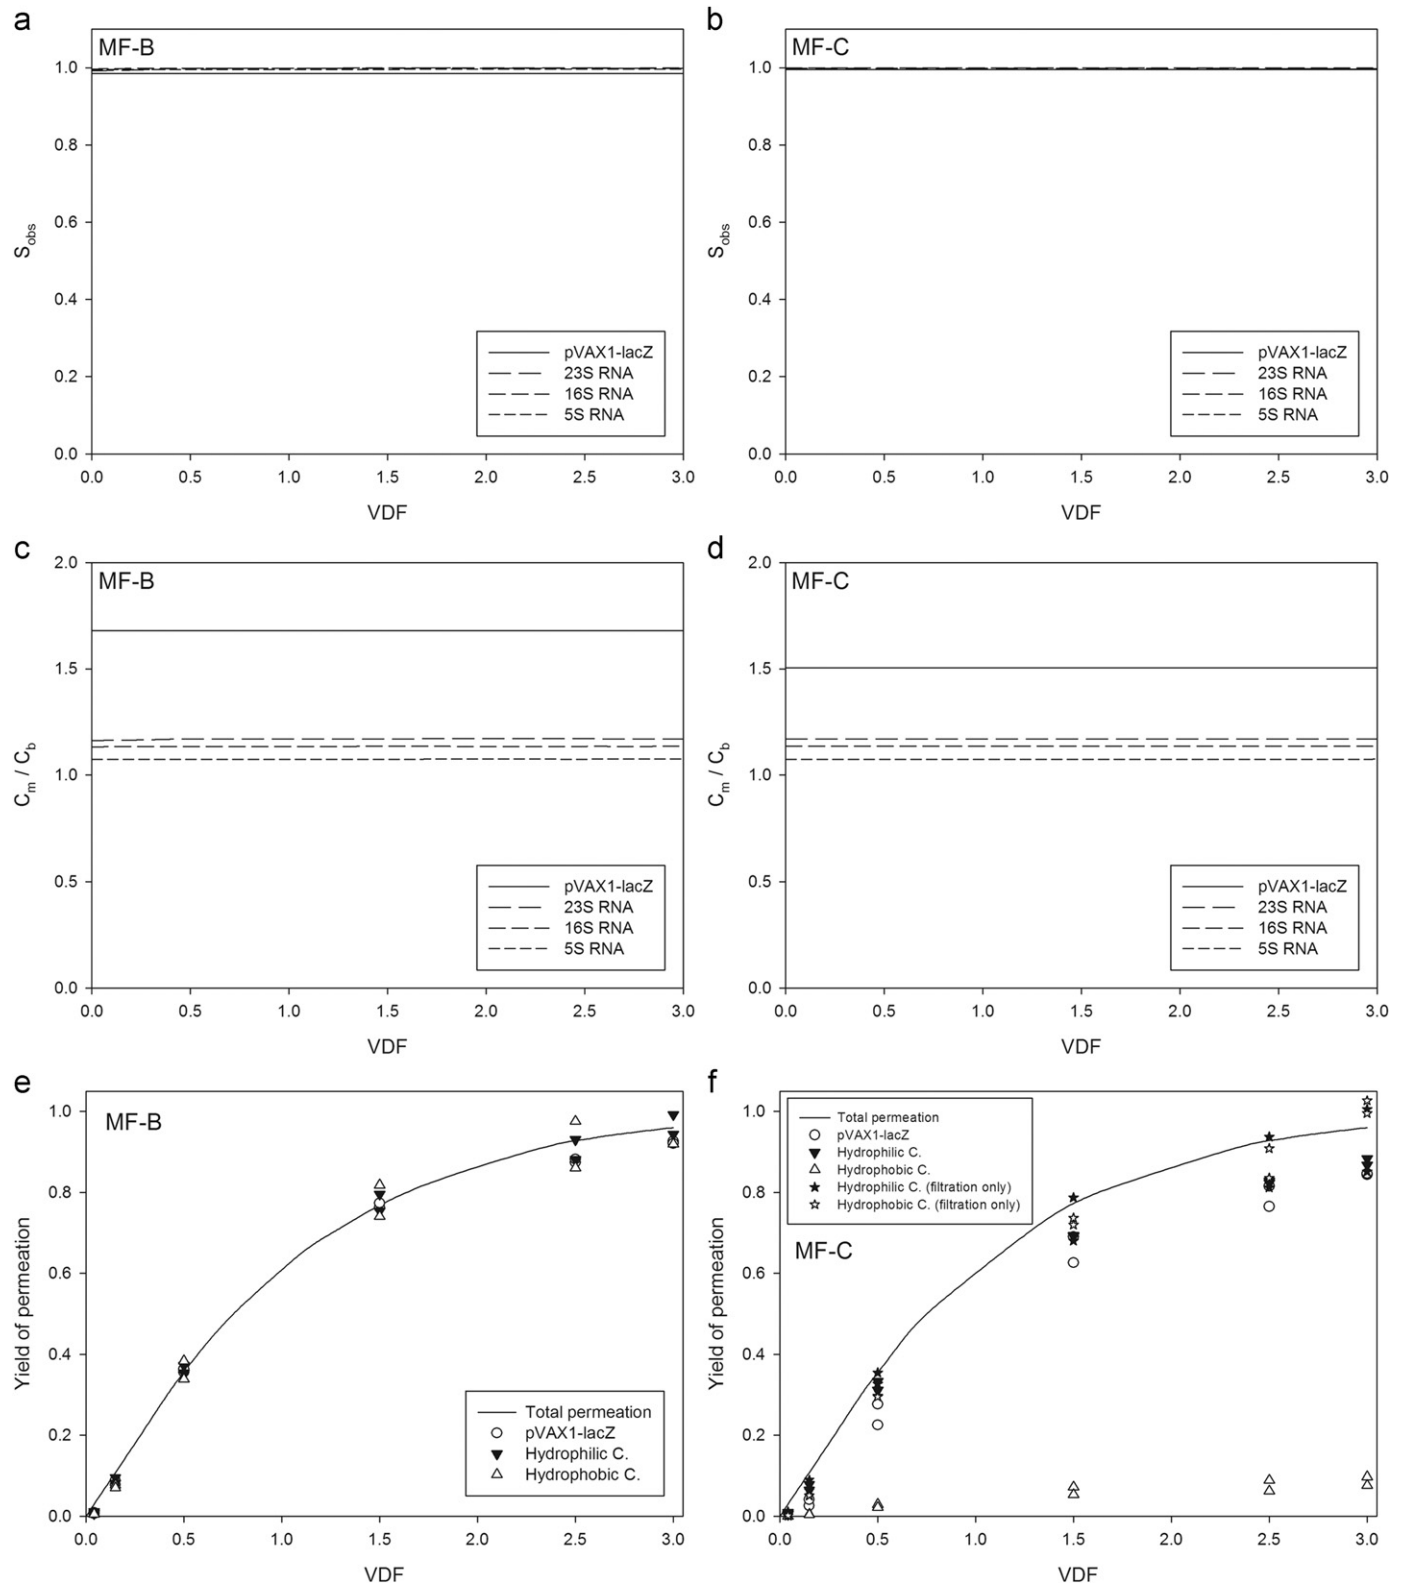 a
MF-B
1.0
0.8
0.6
0.4
0.2
0.0
S_obs
pVAX1-lacZ
23S RNA
16S RNA
5S RNA
0.0 0.5 1.0 1.5 2.0 2.5 3.0
VDF
b
MF-C
1.0
0.8
0.6
0.4
0.2
0.0
S_obs
pVAX1-lacZ
23S RNA
16S RNA
5S RNA
0.0 0.5 1.0 1.5 2.0 2.5 3.0
VDF
c
MF-B
2.0
1.5
1.0
0.5
0.0
C_m / C_b
pVAX1-lacZ
23S RNA
16S RNA
5S RNA
0.0 0.5 1.0 1.5 2.0 2.5 3.0
VDF
d
MF-C
2.0
1.5
1.0
0.5
0.0
C_m / C_b
pVAX1-lacZ
23S RNA
16S RNA
5S RNA
0.0 0.5 1.0 1.5 2.0 2.5 3.0
VDF
e
MF-B
1.0
0.8
0.6
0.4
0.2
0.0
Yield of permeation
Total permeation
pVAX1-lacZ
Hydrophilic C.
Hydrophobic C.
0.0 0.5 1.0 1.5 2.0 2.5 3.0
VDF
f
Total permeation
pVAX1-lacZ
Hydrophilic C.
Hydrophobic C.
Hydrophilic C. (filtration only)
Hydrophobic C. (filtration only)
MF-C
1.0
0.8
0.6
0.4
0.2
0.0
Yield of permeation
0.0 0.5 1.0 1.5 2.0 2.5 3.0
VDF